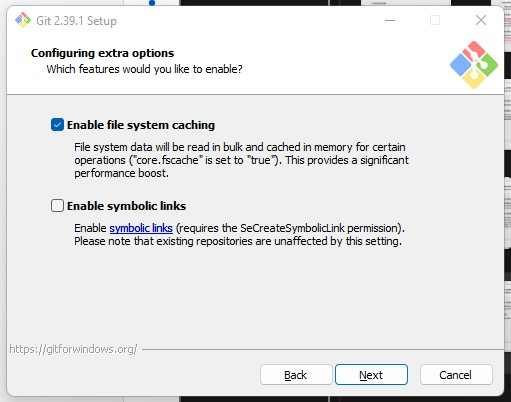 Git 2.39.1 Setup
Configuring extra options
Which features would you like to enable?
Enable file system caching
File system data will be read in bulk and cached in memory for certain
operations ("core.fscache" is set to "true"). This provides a significant
performance boost.
Enable symbolic links
Enable symbolic links (requires the SeCreateSymbolicLink permission).
Please note that existing repositories are unaffected by this setting.
https://gitforwindows.org/
Back Next Cancel